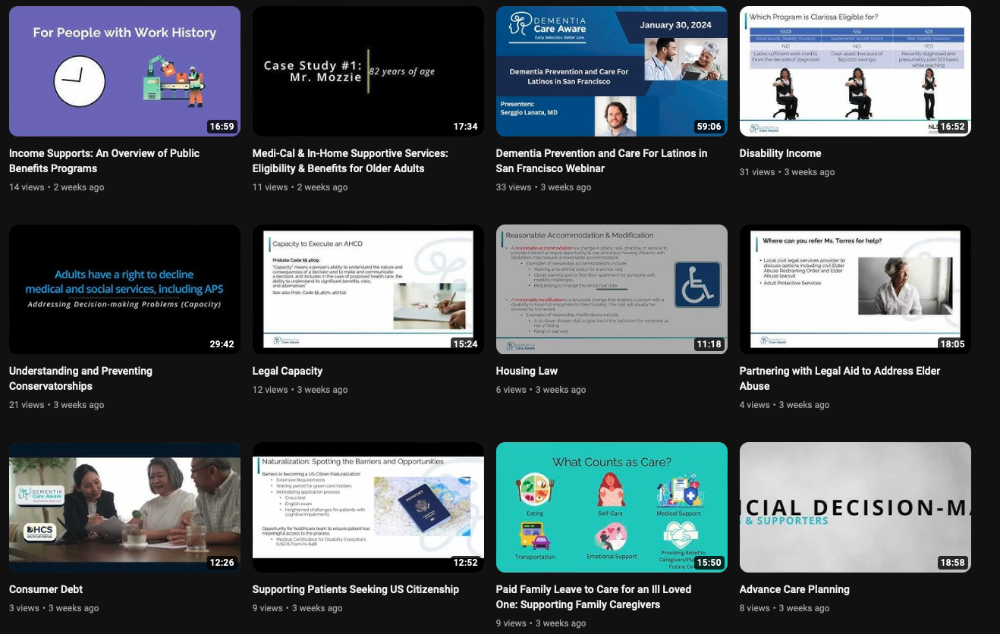 For People with Work History
16:59
Income Supports: An Overview of Public
Benefits Programs
14 views • 2 weeks ago
Case Study #1:
Mr. Mozzie
82 years of age
17:34
Medi-Cal & In-Home Supportive Services:
Eligibility & Benefits for Older Adults
11 views • 2 weeks ago
DEMENTIA
Care Aware
Early detection. Better care.
January 30, 2024
Dementia Prevention and Care For
Latinos in San Francisco
Presenters:
Serggio Lanata, MD
59:06
Dementia Prevention and Care For Latinos in
San Francisco Webinar
33 views • 3 weeks ago
Which Program is Clarissa Eligible for?
SSDI
SSI
SDI
Social Security Disability Insurance
Supplemental Security Income
State Disability Insurance
NO
NO
YES
Lacks sufficient work credits
(from the decade of diagnosis)
Over-asset (because of
$50,000 savings)
Recently diagnosed and
presumably paid SDI taxes
while teaching
DEMENTIA
Care Aware
16:52
Disability Income
31 views • 3 weeks ago
Adults have a right to decline
medical and social services, including APS
Addressing Decision-making Problems (Capacity)
29:42
Understanding and Preventing
Conservatorships
21 views • 3 weeks ago
Capacity to Execute an AHCD
Probate Code §§ 4609:
"Capacity" means a person's ability to understand the nature and
consequences of a decision and to make and communicate
a decision, and includes in the case of proposed health care, the
ability to understand its significant benefits, risks,
and alternatives"
See also Prob. Code §§ 4670, 4671(a)
DEMENTIA
Care Aware
15:24
Legal Capacity
12 views • 3 weeks ago
Reasonable Accommodation & Modification
• A reasonable accommodation is a change in policy, rule, practice, or service to
provide a tenant an equal opportunity to use and enjoy housing. Persons with
disabilities may request a reasonable accommodation.
• Examples of reasonable accommodations include:
• Waiving a no-animal policy for a service dog
• Closer parking spot or first-floor apartment for someone with
mobility challenges
• Requesting to change the rental due date
• A reasonable modification is a structural change that enables a person with a
disability to have full enjoyment to their housing. The cost will usually be
covered by the tenant.
• Examples of reasonable modifications include:
• A sit-down shower stall or grab bar in the bathroom for someone at
risk of falling
• Ramp in stairwell
DEMENTIA
Care Aware
11:18
Housing Law
6 views • 3 weeks ago
Where can you refer Ms. Torres for help?
• Local civil legal services provider to
discuss options including civil Elder
Abuse Restraining Order and Elder
Abuse lawsuit
• Adult Protective Services
DEMENTIA
Care Aware
18:05
Partnering with Legal Aid to Address Elder
Abuse
4 views • 3 weeks ago
DEMENTIA
Care Aware
DHCS
12:26
Consumer Debt
3 views • 3 weeks ago
Naturalization: Spotting the Barriers and Opportunities
Barriers to becoming a US Citizen (Naturalization)
• Extensive Requirements
• Waiting period for green card holders
• Intimidating application process
• Civics test
• English exam
• Heightened challenges for patients with
cognitive impairments
Opportunity for healthcare team to ensure patient has
meaningful access to the process
• Medical Certification for Disability Exceptions
(USCIS Form N-648)
PASSPORT
12:52
Supporting Patients Seeking US Citizenship
9 views • 3 weeks ago
What Counts as Care?
Eating
Self-Care
Medical Support
Transportation
Emotional Support
Providing Relief to
Future
15:50
Paid Family Leave to Care for an Ill Loved
One: Supporting Family Caregivers
9 views • 3 weeks ago
CIAL DECISION-MA
& SUPPORTERS
18:58
Advance Care Planning
8 views • 3 weeks ago